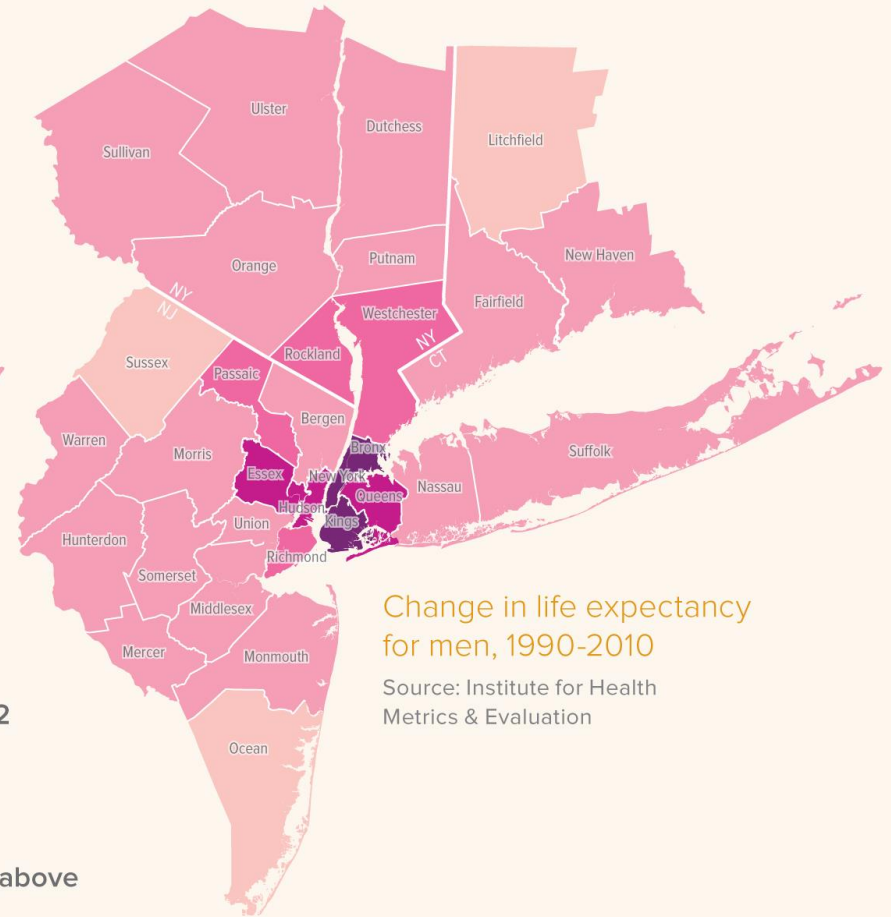 Ulster
Dutchess
Litchfield
Sullivan
New Haven
Putnam
Orange
Fairfield
NY
NJ
Westchester
NY
CT
Rockland
Sussex
Passaic
Bergen
Warren
Morris
Bronx
Suffolk
Essex
New York
Nassau
Queens
Hudson
Kings
Union
Hunterdon
Richmond
Somerset
Middlesex
Mercer
Monmouth
Change in life expectancy
for men, 1990-2010
Source: Institute for Health
Metrics & Evaluation
2
Ocean
above